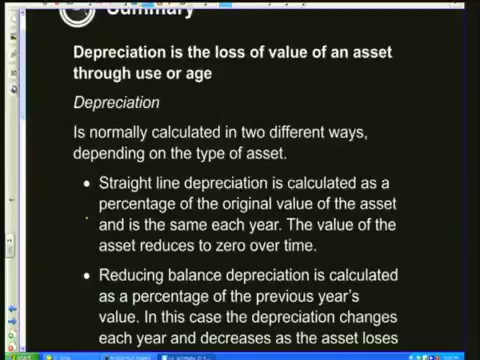 Summary
Depreciation is the loss of value of an asset
through use or age
Depreciation
Is normally calculated in two different ways,
depending on the type of asset.
• Straight line depreciation is calculated as a
percentage of the original value of the asset
and is the same each year. The value of the
asset reduces to zero over time.
• Reducing balance depreciation is calculated
as a percentage of the previous year's
value. In this case the depreciation changes
each year and decreases as the asset loses
start